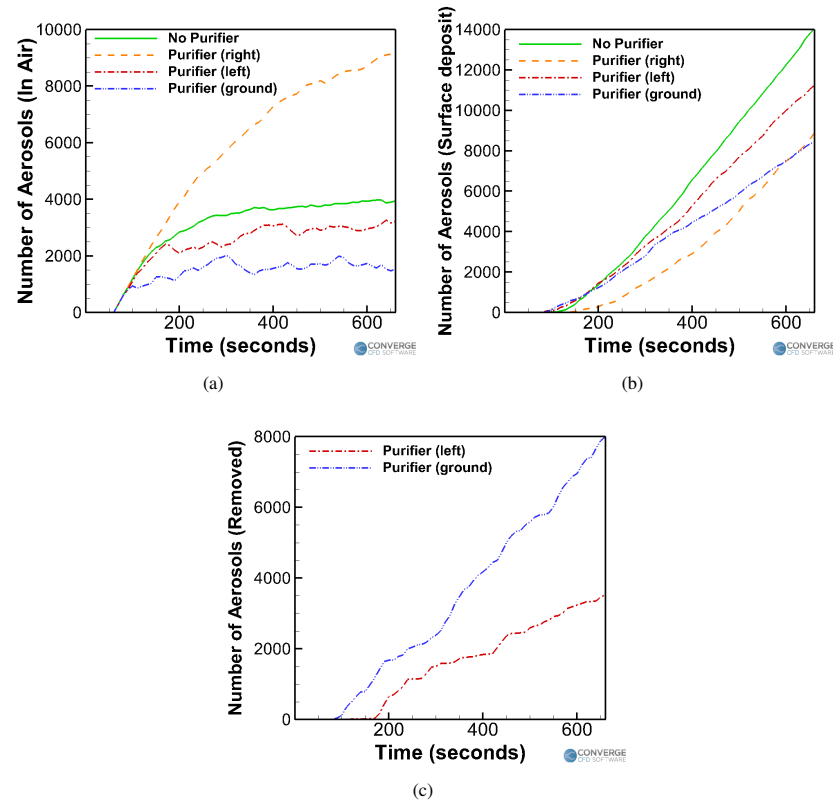 Number of Aerosols (In Air)
10000
8000
6000
4000
2000
0
No Purifier
Purifier (right)
Purifier (left)
Purifier (ground)
200
400
600
Time (seconds)
CONVERGE
CFD SOFTWARE
(a)
Number of Aerosols (Surface deposit)
14000
12000
10000
8000
6000
4000
2000
0
No Purifier
Purifier (right)
Purifier (left)
Purifier (ground)
200
400
600
Time (seconds)
CONVERGE
CFD SOFTWARE
(b)
Number of Aerosols (Removed)
8000
6000
4000
2000
0
Purifier (left)
Purifier (ground)
200
400
600
Time (seconds)
CONVERGE
CFD SOFTWARE
(c)